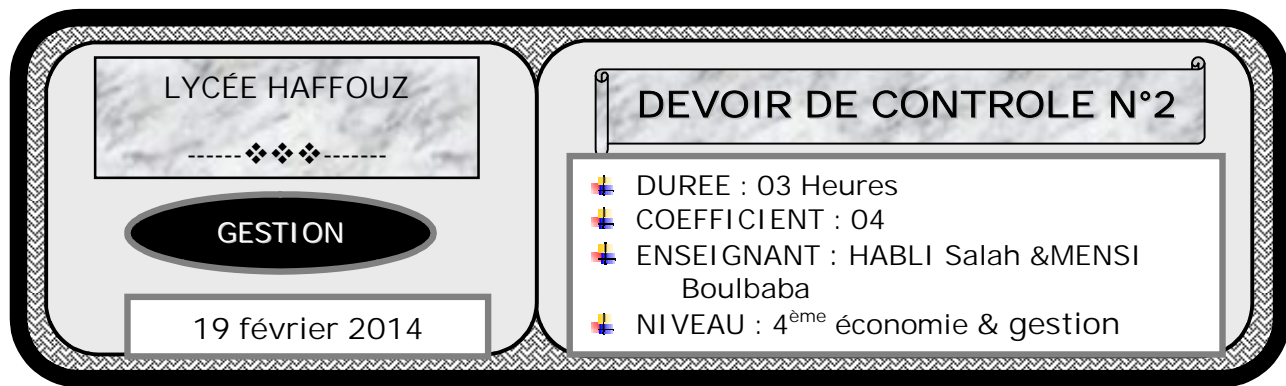 LYCÉE HAFFOUZ
------❖❖❖-------
GESTION
19 février 2014
DEVOIR DE CONTROLE N°2
DUREE : 03 Heures
COEFFICIENT : 04
ENSEIGNANT : HABLI Salah &MENSI
Boulbaba
NIVEAU : 4ème économie & gestion